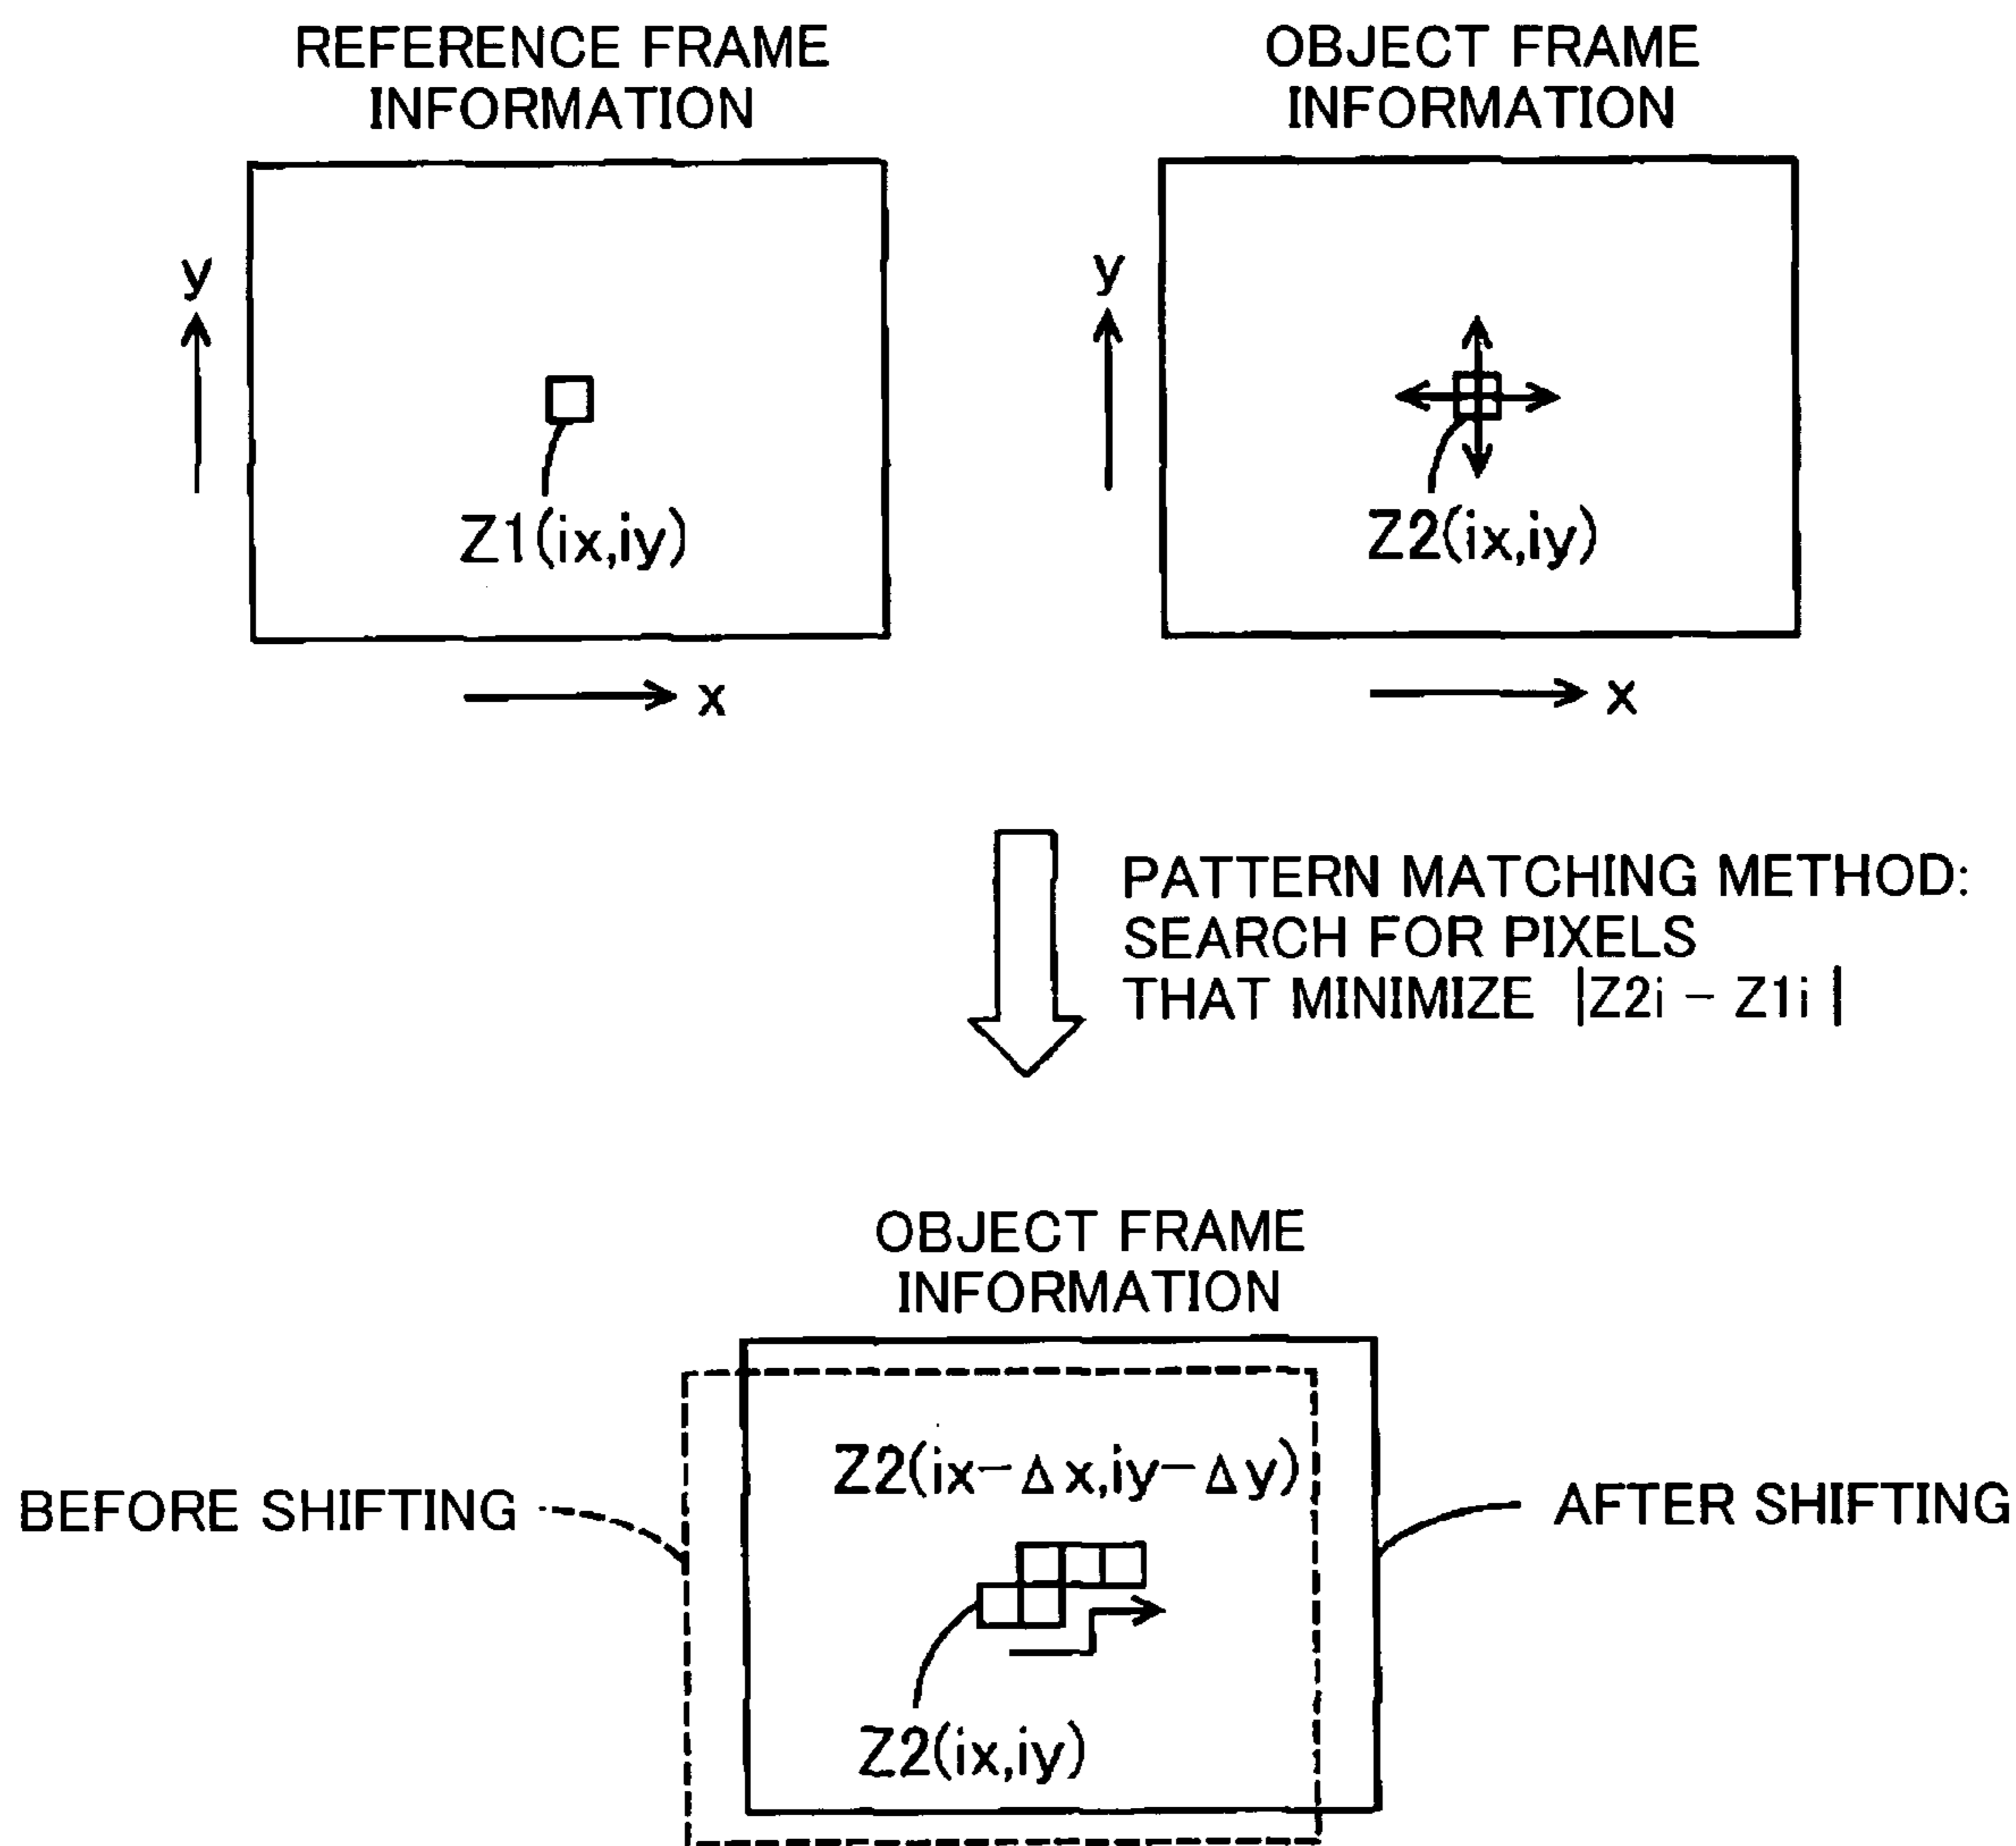 REFERENCE FRAME
INFORMATION
OBJECT FRAME
INFORMATION
y
y
Z1(ix,iy)
Z2(ix,iy)
x
x
PATTERN MATCHING METHOD:
SEARCH FOR PIXELS
THAT MINIMIZE |Z2i - Z1i|
OBJECT FRAME
INFORMATION
Z2(ix-Δx,iy-Δy)
BEFORE SHIFTING
AFTER SHIFTING
Z2(ix,iy)